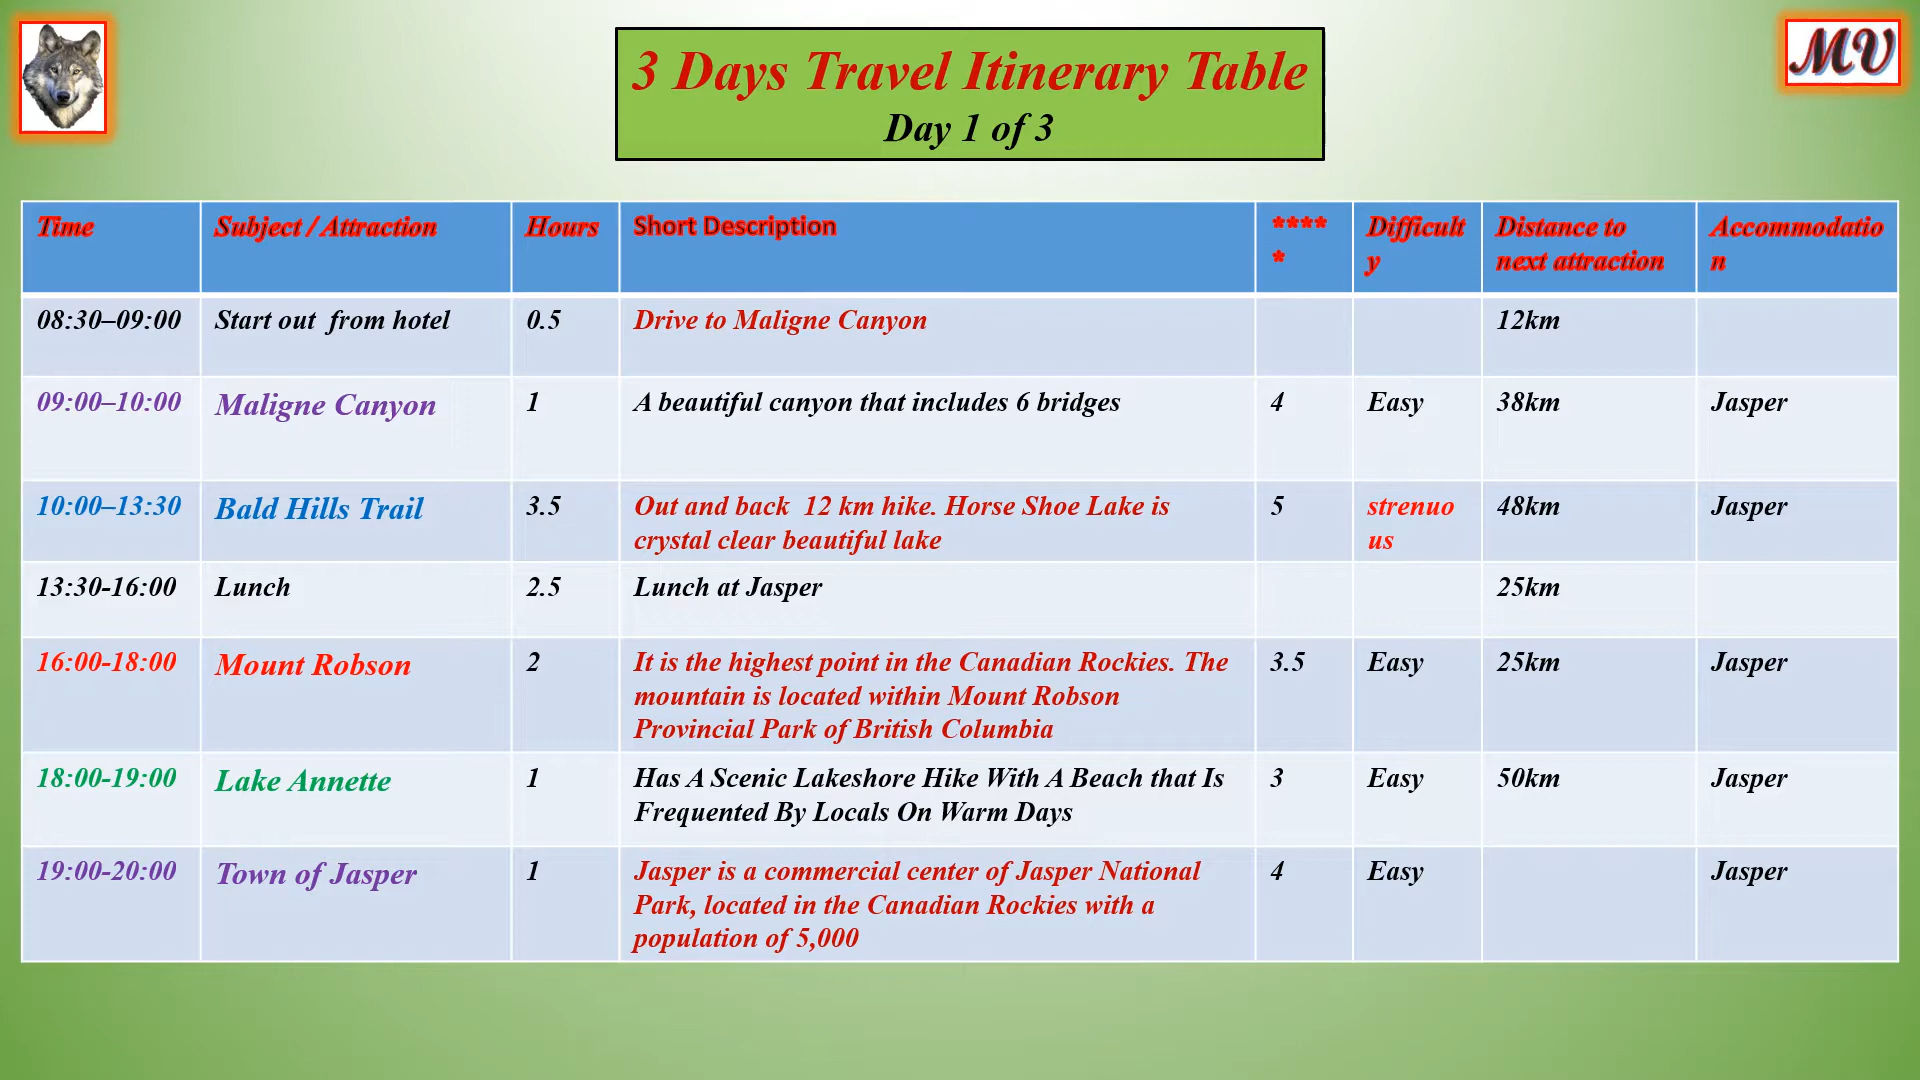 MV
3 Days Travel Itinerary Table
Day 1 of 3
Time Subject / Attraction Hours Short Description **** Difficult Distance to Accommodatio
* y next attraction n
08:30–09:00 Start out from hotel 0.5 Drive to Maligne Canyon 12km
09:00–10:00 Maligne Canyon 1 A beautiful canyon that includes 6 bridges 4 Easy 38km Jasper
10:00–13:30 Bald Hills Trail 3.5 Out and back 12 km hike. Horse Shoe Lake is 5 strenuo 48km Jasper
crystal clear beautiful lake us
13:30-16:00 Lunch 2.5 Lunch at Jasper 25km
16:00-18:00 Mount Robson 2 It is the highest point in the Canadian Rockies. The 3.5 Easy 25km Jasper
mountain is located within Mount Robson
Provincial Park of British Columbia
18:00-19:00 Lake Annette 1 Has A Scenic Lakeshore Hike With A Beach that Is 3 Easy 50km Jasper
Frequented By Locals On Warm Days
19:00-20:00 Town of Jasper 1 Jasper is a commercial center of Jasper National 4 Easy Jasper
Park, located in the Canadian Rockies with a
population of 5,000